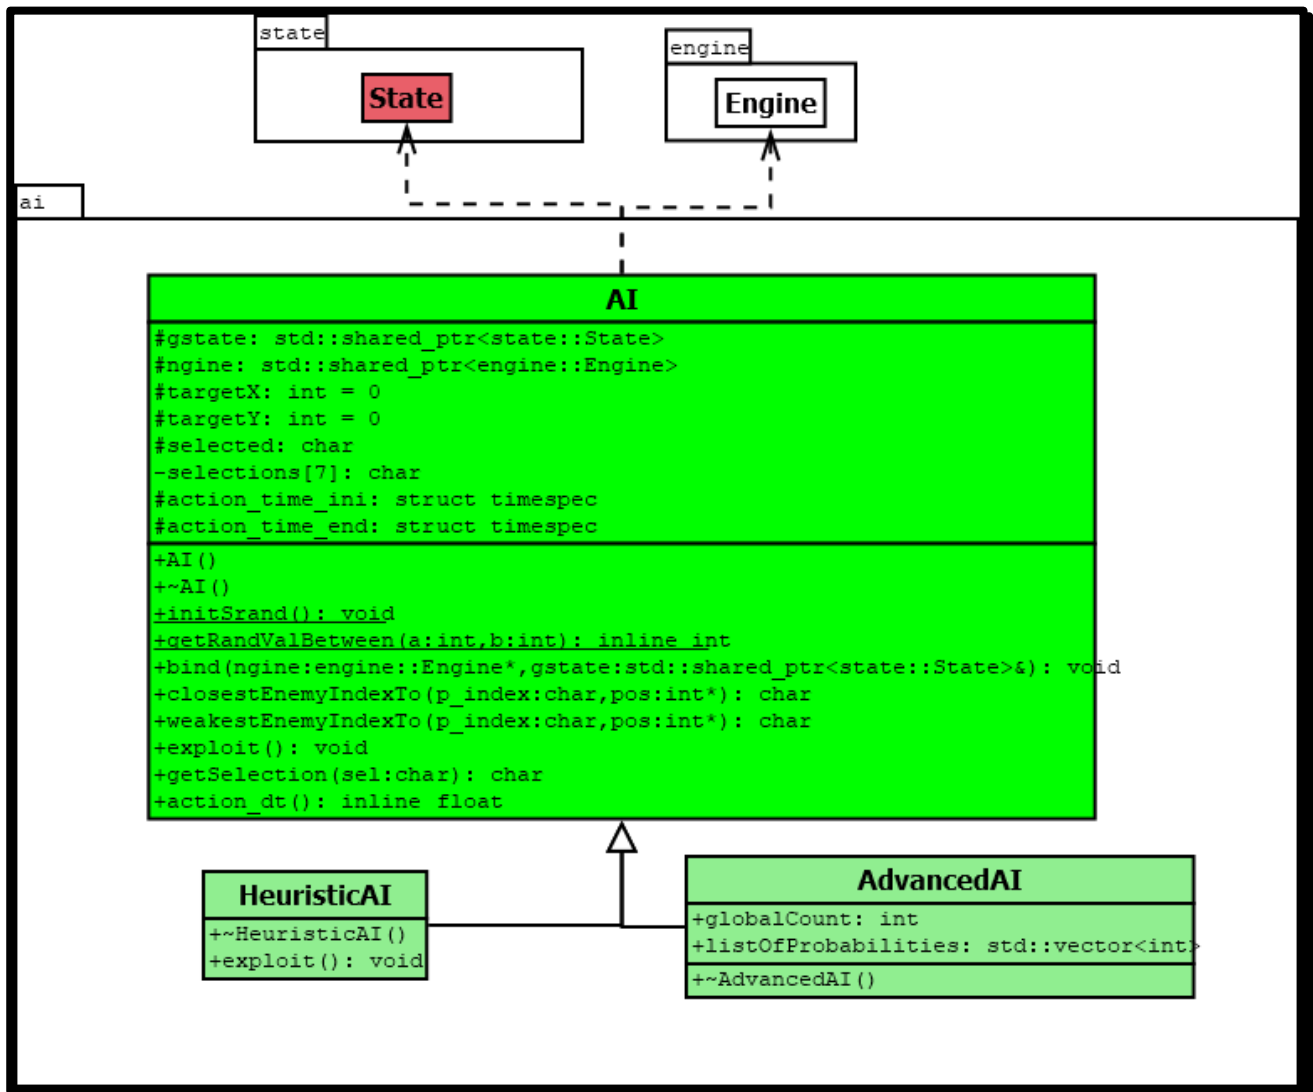 state
State
engine
Engine
ai
AI
#gstate: std::shared_ptr<state::State>
#ngine: std::shared_ptr<engine::Engine>
#targetX: int = 0
#targetY: int = 0
#selected: char
-selections[7]: char
#action_time_ini: struct timespec
#action_time_end: struct timespec
+AI()
+~AI()
+initSrand(): void
+getRandValBetween(a:int,b:int): inline int
+bind(ngine:engine::Engine*,gstate:std::shared_ptr<state::State>&): void
+closestEnemyIndexTo(p_index:char,pos:int*): char
+weakestEnemyIndexTo(p_index:char,pos:int*): char
+exploit(): void
+getSelection(sel:char): char
+action_dt(): inline float
HeuristicAI
+~HeuristicAI()
+exploit(): void
AdvancedAI
+globalCount: int
+listOfProbabilities: std::vector<int>
+~AdvancedAI()